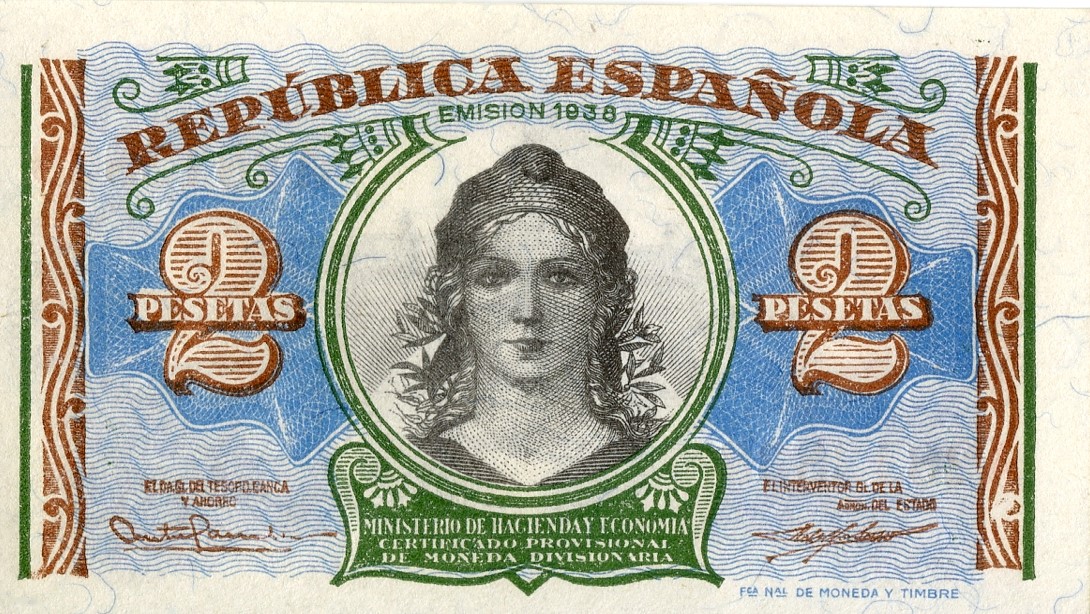 REPÚBLICA ESPAÑOLA
EMISION 1938
2
PESETAS
2
PESETAS
EL DR. GL. DEL TESORO, BANCA
Y AHORRO
EL INTERVENTOR GL. DE LA
ADMON. DEL ESTADO
MINISTERIO DE HACIENDA Y ECONOMIA
CERTIFICADO PROVISIONAL
DE MONEDA DIVISIONARIA
FCA NAL DE MONEDA Y TIMBRE